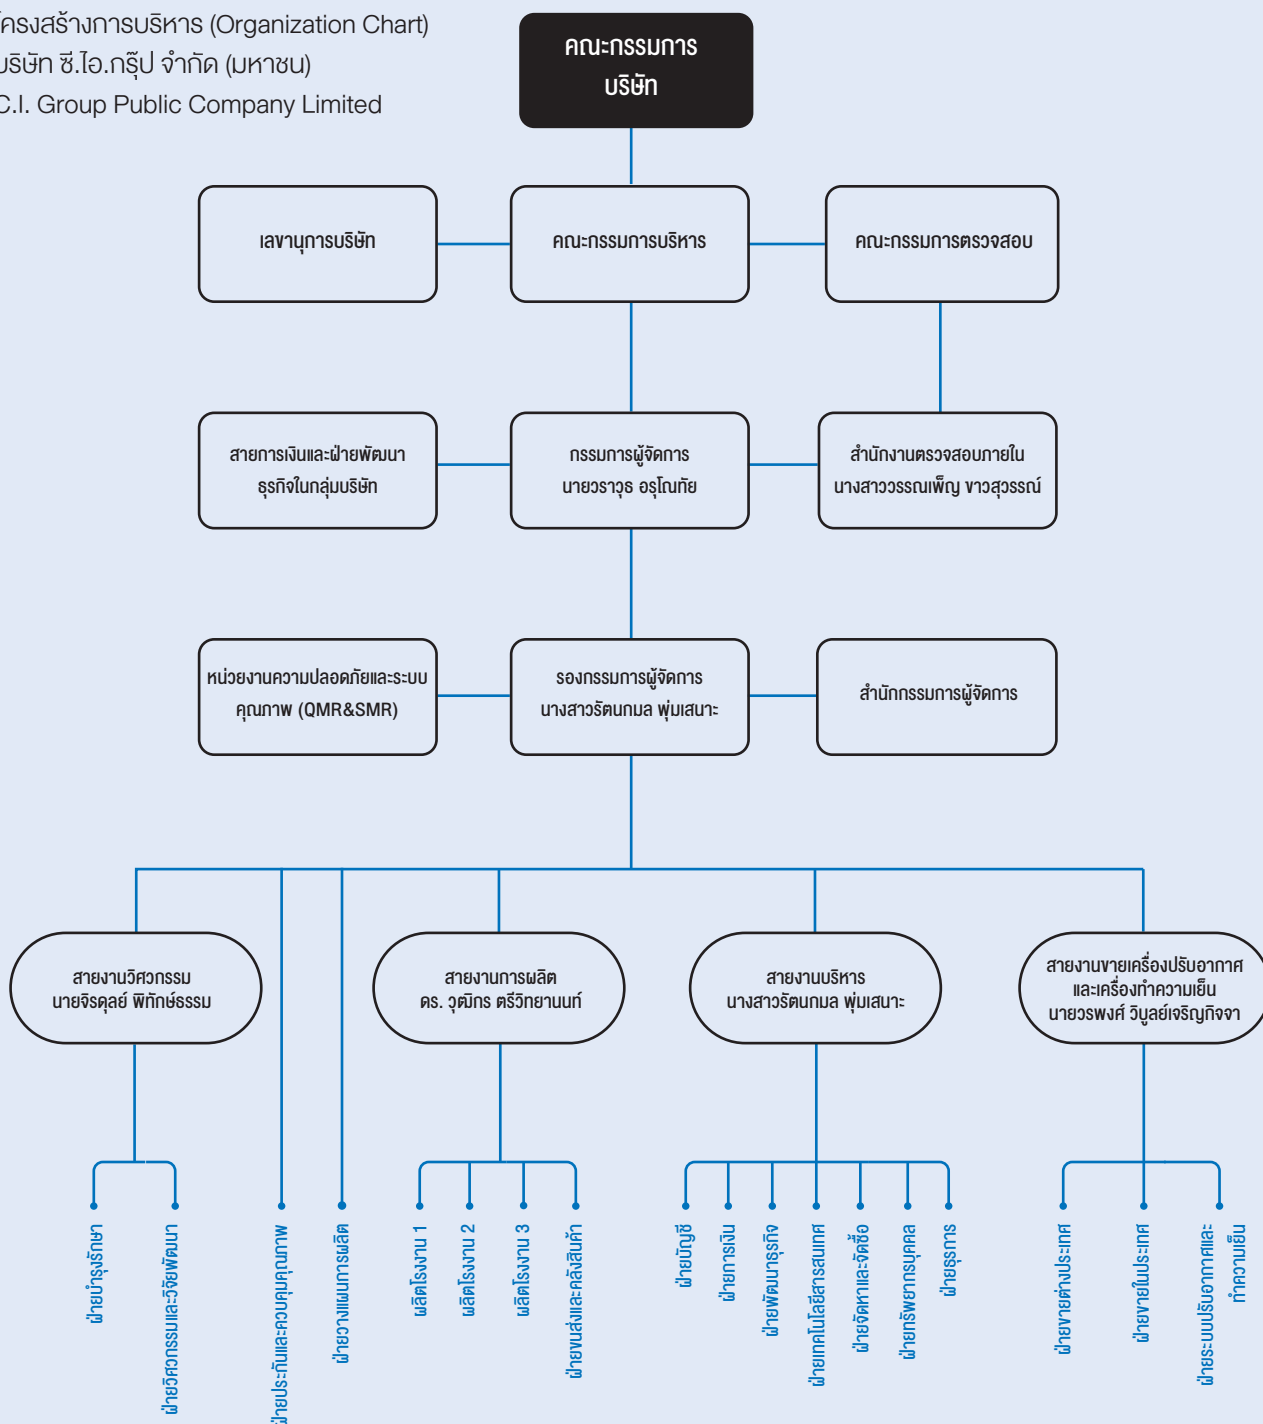 โครงสร้างการบริหาร (Organization Chart)
บริษัท ซี.ไอ.กรุ๊ป จำกัด (มหาชน)
C.I. Group Public Company Limited
คณะกรรมการ
บริษัท
เลขานุการบริษัท
คณะกรรมการบริหาร
คณะกรรมการตรวจสอบ
สายการเงินและฝ่ายพัฒนา
ธุรกิจในกลุ่มบริษัท
กรรมการผู้จัดการ
นายวราวุธ อรุโณทัย
สำนักงานตรวจสอบภายใน
นางสาววรรณเพ็ญ ขาวสุวรรณ์
หน่วยงานความปลอดภัยและระบบ
คุณภาพ (QMR&SMR)
รองกรรมการผู้จัดการ
นางสาวรัตนกมล พุ่มเสนาะ
สำนักกรรมการผู้จัดการ
สายงานวิศวกรรม
นายจิรดุลย์ พิทักษ์ธรรม
สายงานการผลิต
ดร. วุฒิกร ตรีวิทยานนท์
สายงานบริหาร
นางสาวรัตนกมล พุ่มเสนาะ
สายงานขายเครื่องปรับอากาศ
และเครื่องทำความเย็น
นายวรพงศ์ วิบูลย์เจริญกิจจา
ฝ่ายบำรุงรักษา
ฝ่ายวิศวกรรมและวิจัยพัฒนา
ฝ่ายประกันและควบคุมคุณภาพ
ฝ่ายวางแผนการผลิต
ผลิตโรงงาน 1
ผลิตโรงงาน 2
ผลิตโรงงาน 3
ฝ่ายขนส่งและคลังสินค้า
ฝ่ายบัญชี
ฝ่ายการเงิน
ฝ่ายพัฒนาธุรกิจ
ฝ่ายเทคโนโลยีสารสนเทศ
ฝ่ายจัดหาและจัดซื้อ
ฝ่ายทรัพยากรบุคคล
ฝ่ายธุรการ
ฝ่ายขายต่างประเทศ
ฝ่ายขายในประเทศ
ฝ่ายระบบปรับอากาศและ
ทำความเย็น